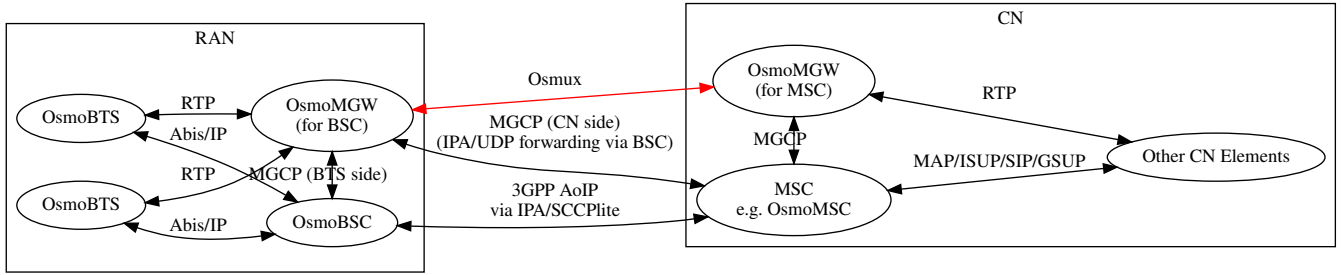 RAN
OsmoBTS
OsmoBTS
RTP
Abis/IP
RTP
Abis/IP
OsmoMGW
(for BSC)
MGCP (BTS side)
OsmoBSC
Osmux
MGCP (CN side)
(IPA/UDP forwarding via BSC)
3GPP AoIP
via IPA/SCCPlite
CN
OsmoMGW
(for MSC)
MGCP
MSC
e.g. OsmoMSC
RTP
MAP/ISUP/SIP/GSUP
Other CN Elements